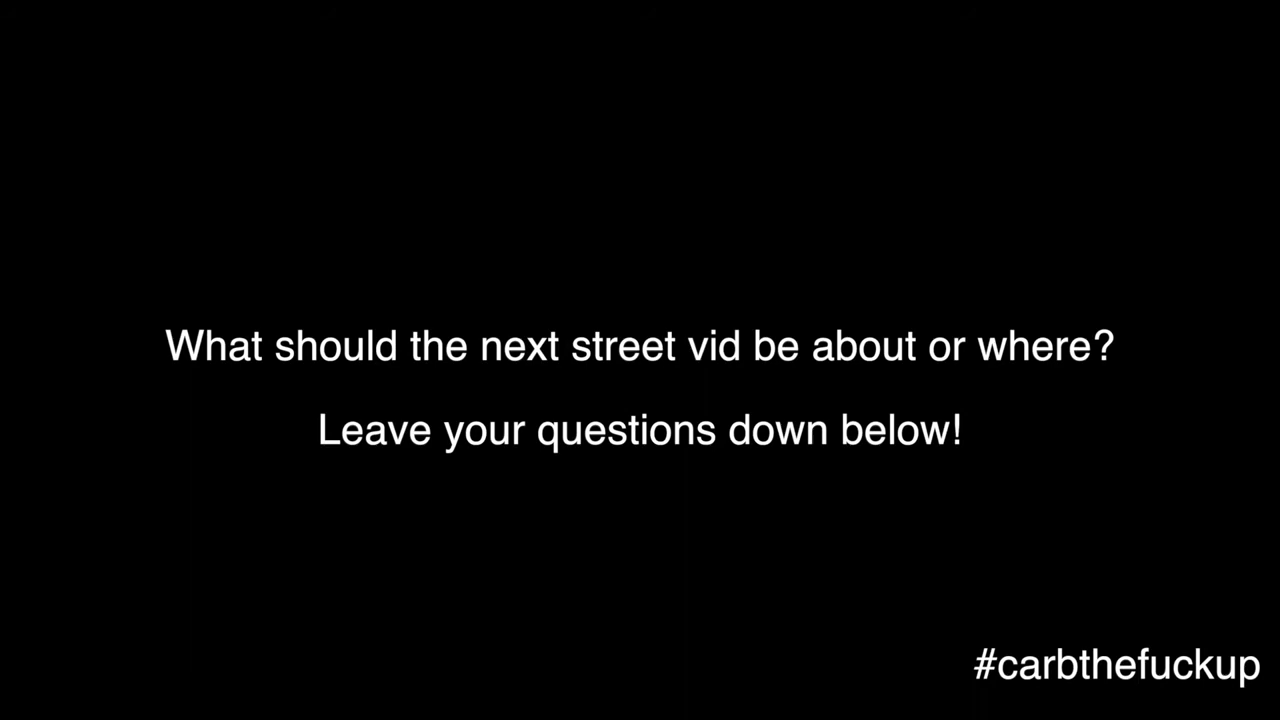 What should the next street vid be about or where?
Leave your questions down below!
#carbthefuckup